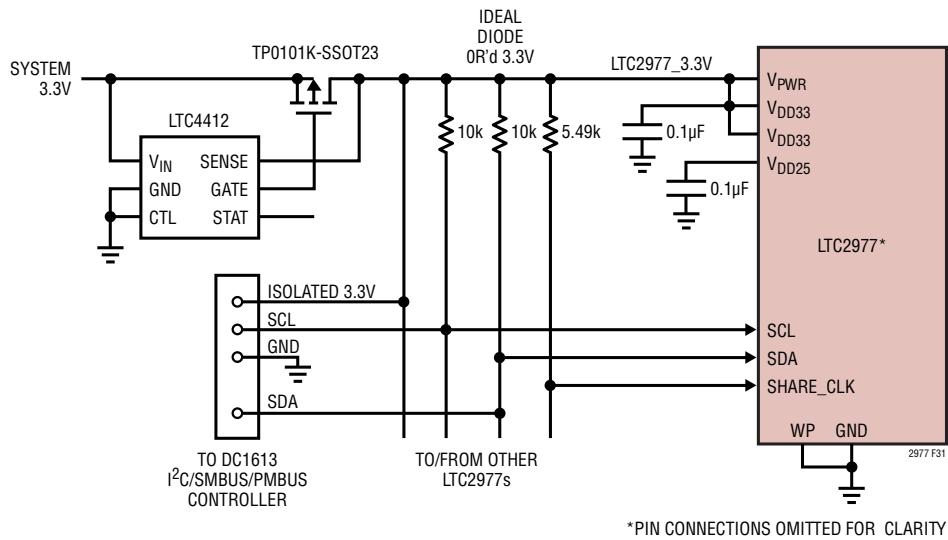 IDEAL
DIODE
0R'd 3.3V
TP0101K-SSOT23
SYSTEM
3.3V
LTC2977_3.3V
LTC4412
VIN
SENSE
GND
GATE
CTL
STAT
10k
10k
5.49k
0.1µF
0.1µF
VPWR
VDD33
VDD33
VDD25
LTC2977*
ISOLATED 3.3V
SCL
GND
SDA
SCL
SDA
SHARE_CLK
WP
GND
TO DC1613
I2C/SMBUS/PMBUS
CONTROLLER
TO/FROM OTHER
LTC2977s
2977 F31
*PIN CONNECTIONS OMITTED FOR CLARITY